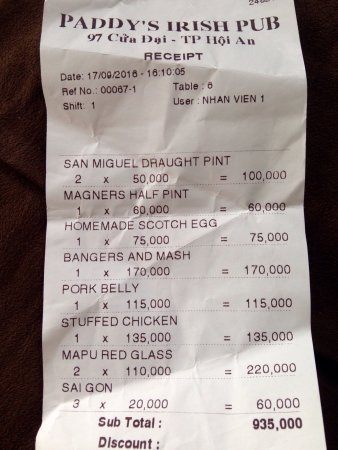 PADDY'S IRISH PUB
97 Cửa Đại - TP Hội An
RECEIPT
Date: 17/09/2016 - 16:10:05
Ref No.: 00067-1 Table : 6
Shift: 1 User : NHAN VIEN 1
SAN MIGUEL DRAUGHT PINT
2 x 50,000 = 100,000
MAGNERS HALF PINT
1 x 60,000 = 60,000
HOMEMADE SCOTCH EGG
1 x 75,000 = 75,000
BANGERS AND MASH
1 x 170,000 = 170,000
PORK BELLY
1 x 115,000 = 115,000
STUFFED CHICKEN
1 x 135,000 = 135,000
MAPU RED GLASS
2 x 110,000 = 220,000
SAI GON
3 x 20,000 = 60,000
Sub Total : 935,000
Discount :